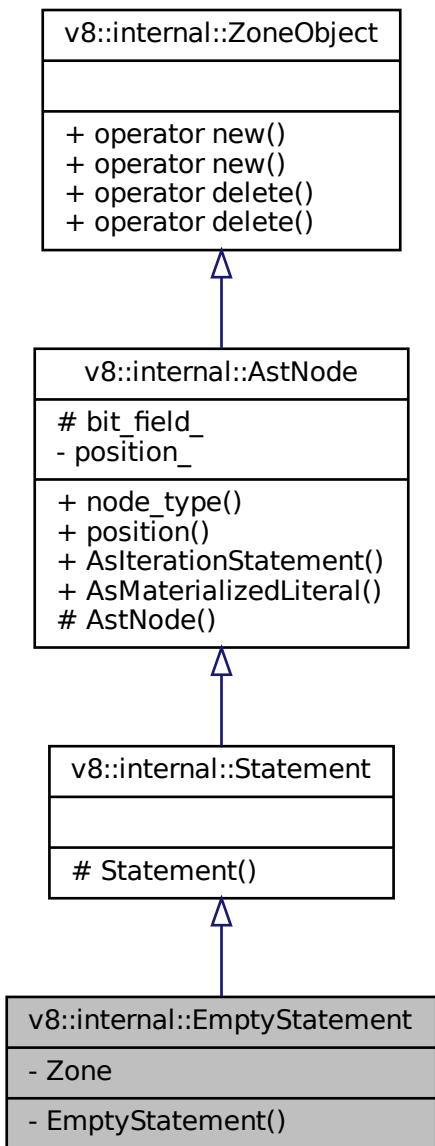 v8::internal::ZoneObject
+ operator new()
+ operator new()
+ operator delete()
+ operator delete()
v8::internal::AstNode
# bit_field_
- position_
+ node_type()
+ position()
+ AsIterationStatement()
+ AsMaterializedLiteral()
# AstNode()
v8::internal::Statement
# Statement()
v8::internal::EmptyStatement
- Zone
- EmptyStatement()